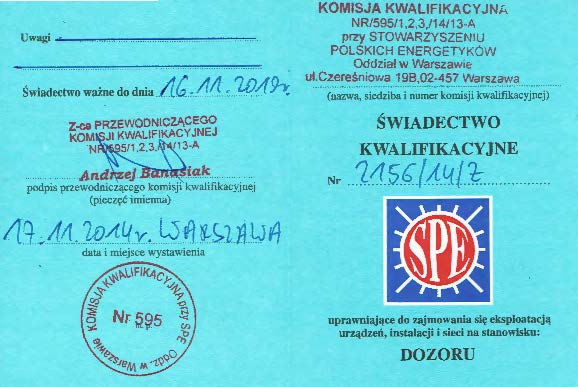 Uwagi
Świadectwo ważne do dnia 16.11.2019r.
Z-ca PRZEWODNICZĄCEGO
KOMISJI KWALIFIKACYJNEJ
NR/595/1,2,3,/14/13-A
Andrzej Banasiak
podpis przewodniczącego komisji kwalifikacyjnej
(pieczęć imienna)
17.11.2014r. WARSZAWA
data i miejsce wystawienia
KOMISJA KWALIFIKACYJNA przy SPE Oddz. w Warszawie
Nr 595
KOMISJA KWALIFIKACYJNA
NR/595/1,2,3,/14/13-A
przy STOWARZYSZENIU
POLSKICH ENERGETYKÓW
Oddział w Warszawie
ul.Czereśniowa 19B,02-457 Warszawa
(nazwa, siedziba i numer komisji kwalifikacyjnej)
ŚWIADECTWO
KWALIFIKACYJNE
Nr 2156/14/Z
SPE
uprawniające do zajmowania się eksploatacją
urządzeń, instalacji i sieci na stanowisku:
DOZORU